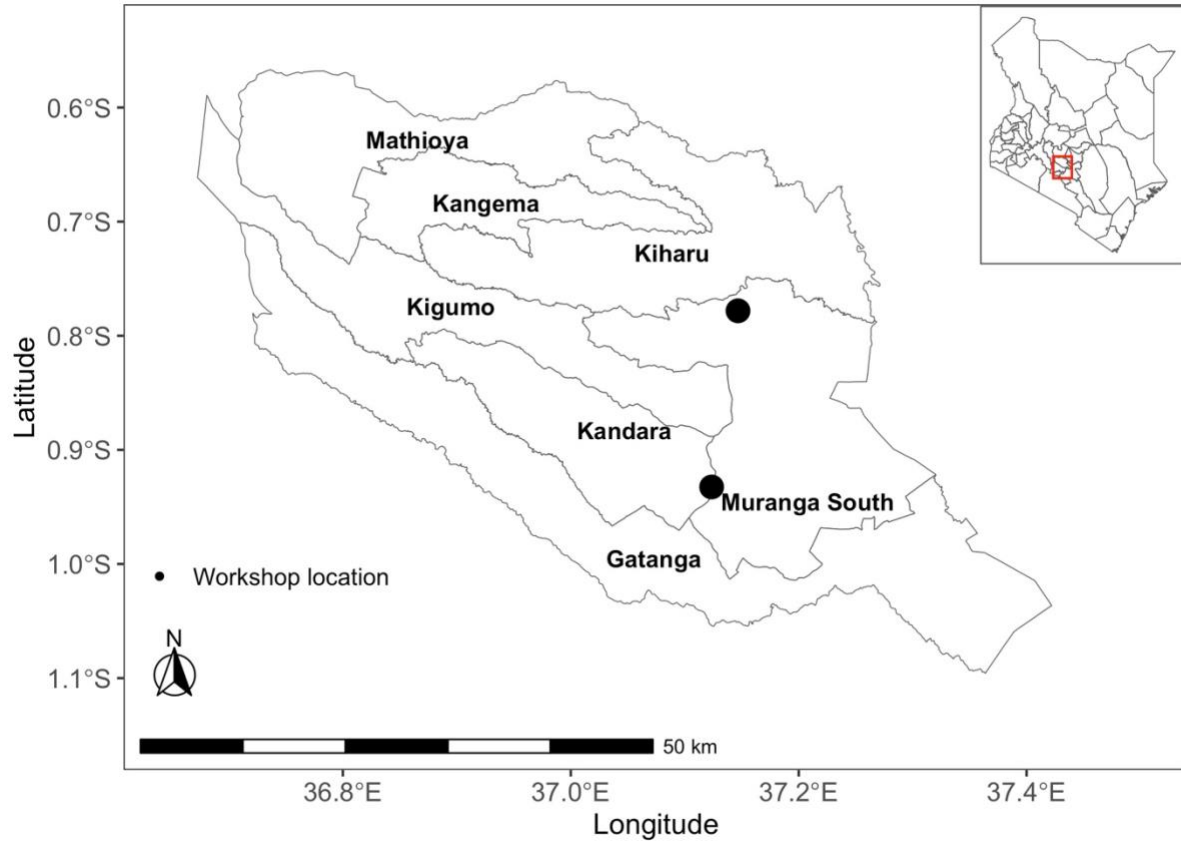 0.6°S
0.7°S
0.8°S
0.9°S
1.0°S
1.1°S
Latitude
Mathioya
Kangema
Kiharu
Kigumo
Kandara
Muranga South
Gatanga
Workshop location
N
50 km
36.8°E
37.0°E
37.2°E
37.4°E
Longitude